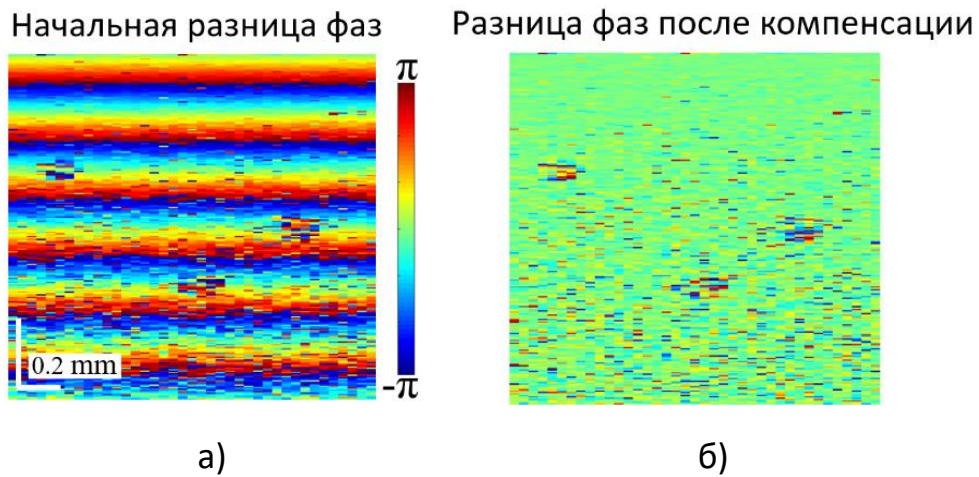 Начальная разница фаз
Разница фаз после компенсации
π
0.2 mm
-π
а)
б)